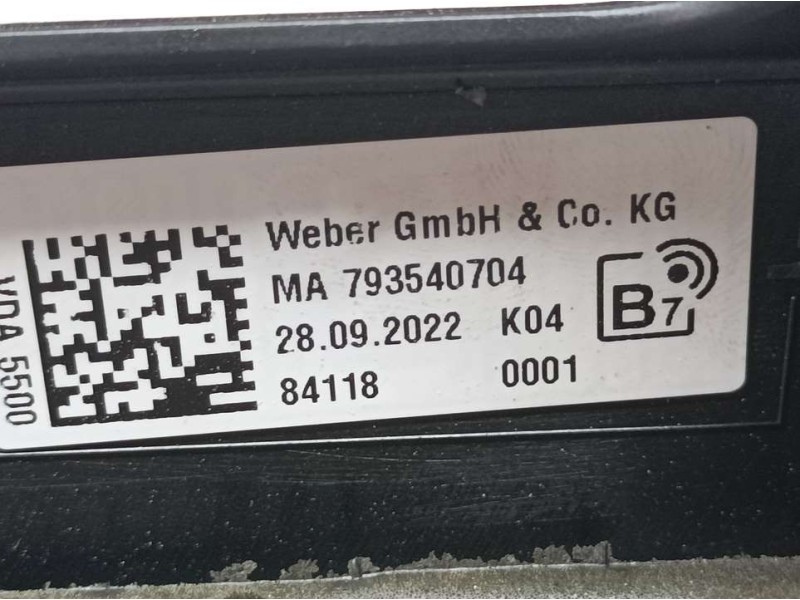 VDA 5500
Weber GmbH & Co. KG
MA 793540704
28.09.2022 K04
84118 0001
B7